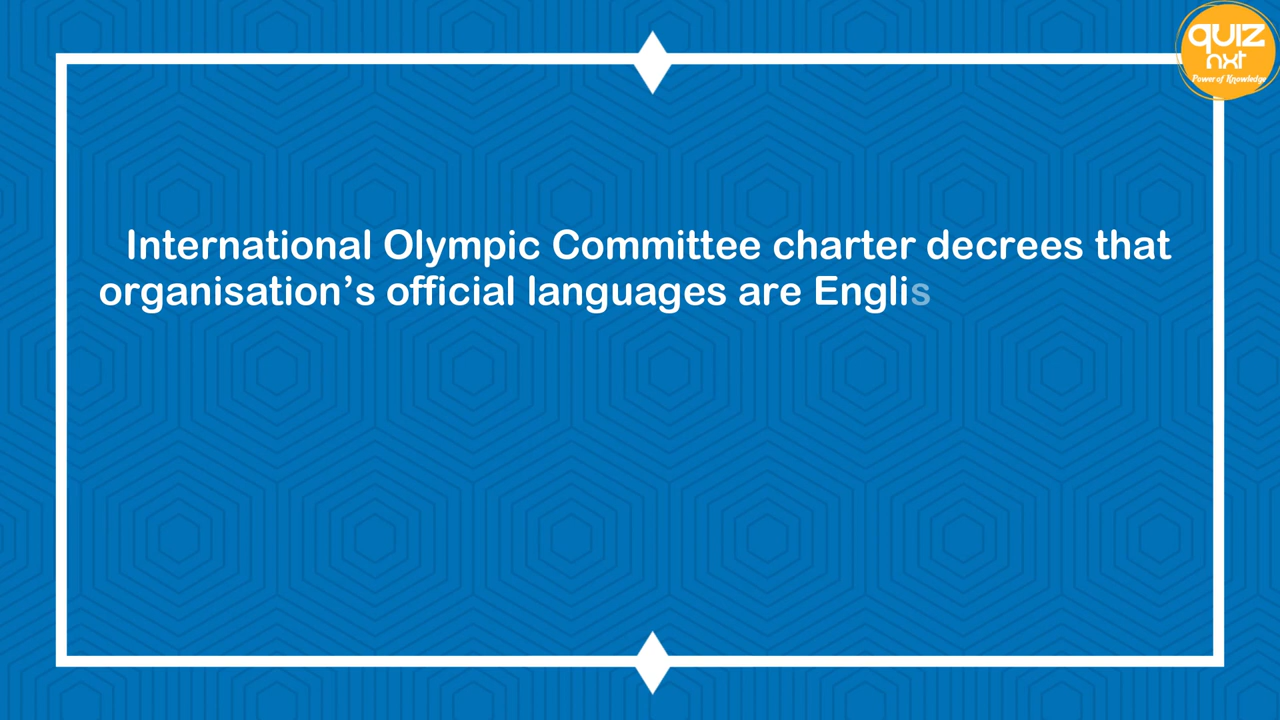 QUIZ
nxt
Power of Knowledge
International Olympic Committee charter decrees that
organisation’s official languages are Englis